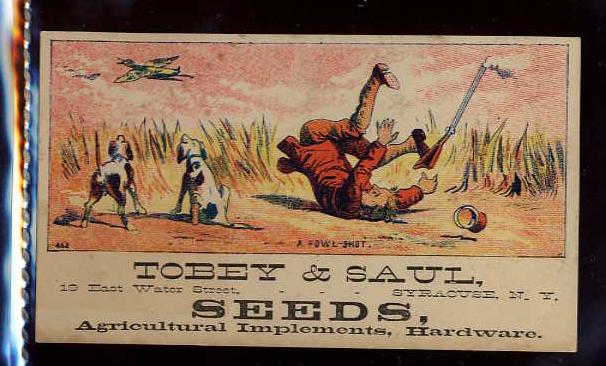 462
A FOWL SHOT.
TOBEY & SAUL,
19 East Water Street, SYRACUSE, N. Y.
SEEDS,
Agricultural Implements, Hardware.